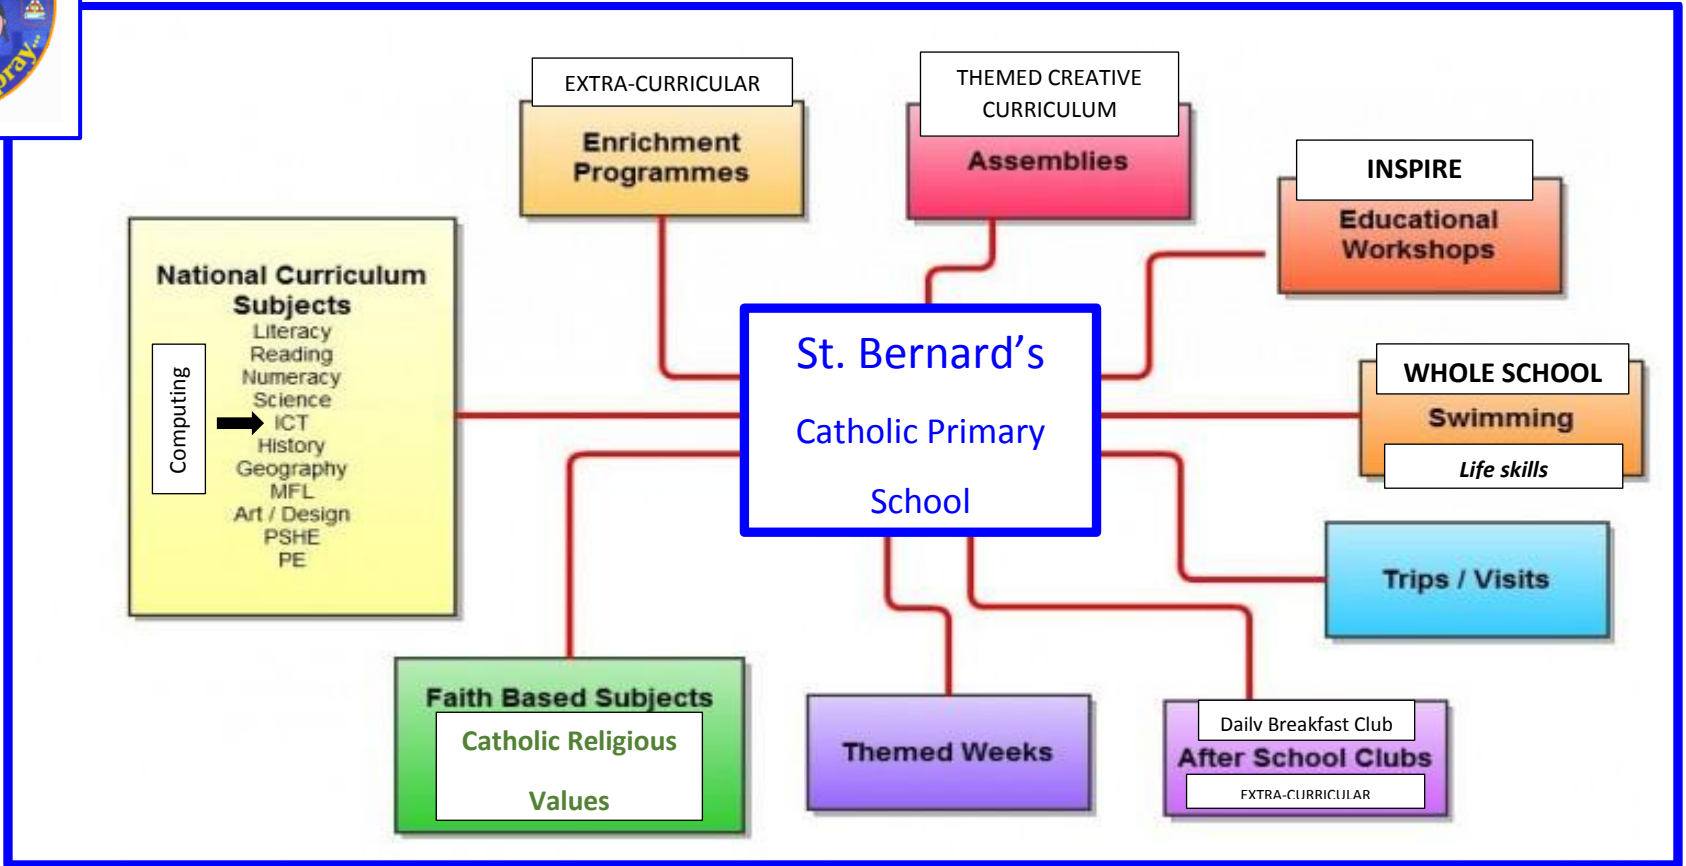 pray...
EXTRA-CURRICULAR
Enrichment
Programmes
THEMED CREATIVE
CURRICULUM
Assemblies
INSPIRE
Educational
Workshops
National Curriculum
Subjects
Literacy
Reading
Numeracy
Science
ICT
History
Geography
MFL
Art / Design
PSHE
PE
Computing
St. Bernard’s
Catholic Primary
School
WHOLE SCHOOL
Swimming
Life skills
Trips / Visits
Faith Based Subjects
Catholic Religious
Values
Themed Weeks
Daily Breakfast Club
After School Clubs
EXTRA-CURRICULAR